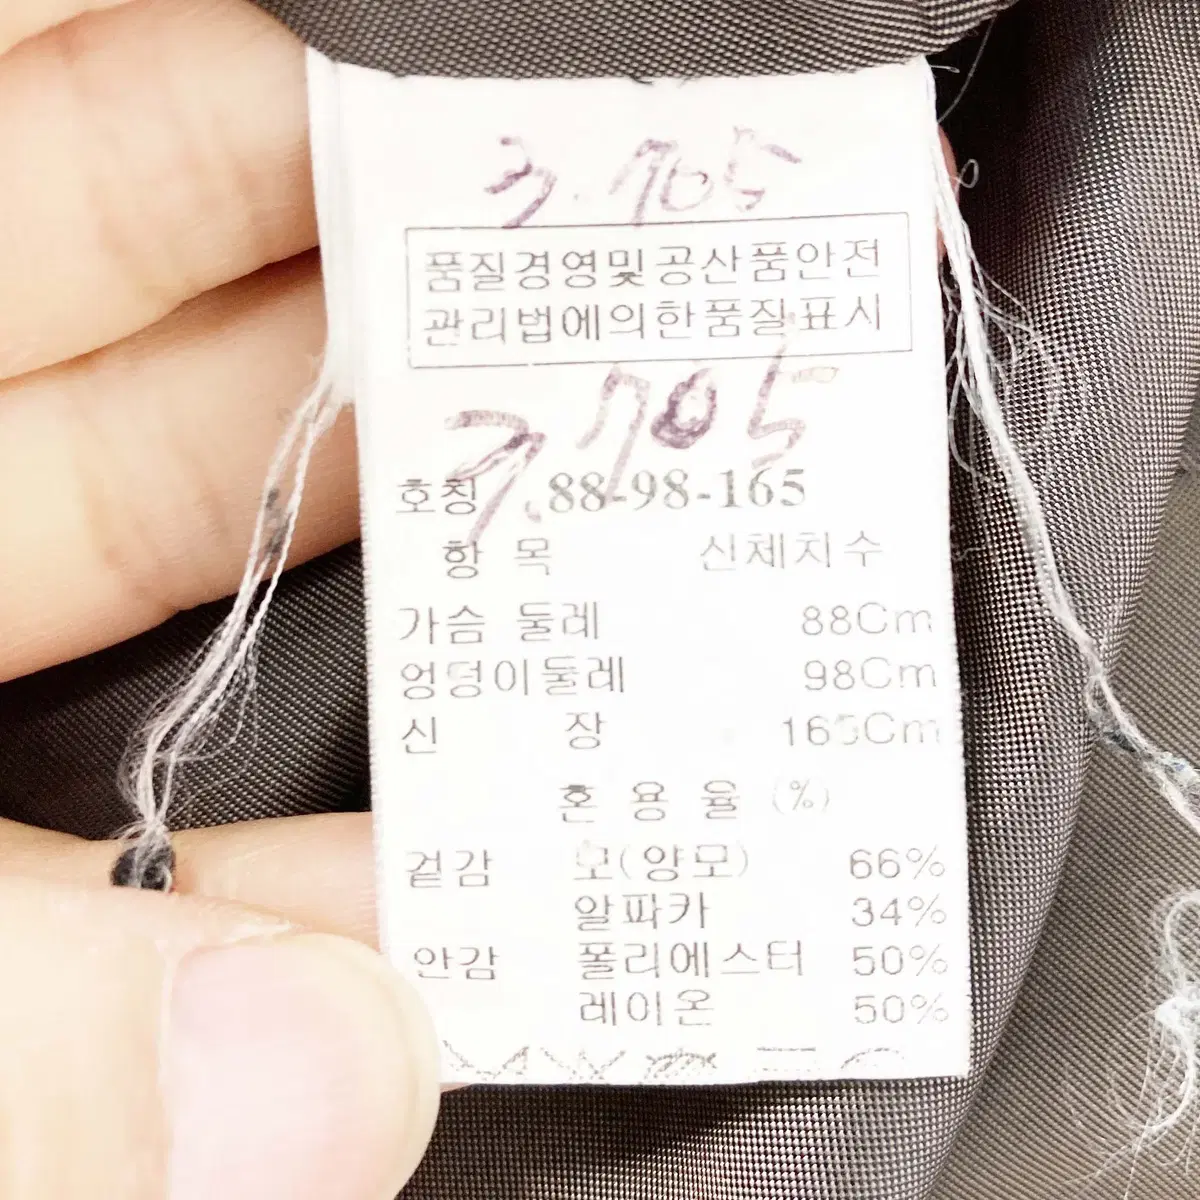 3.705
품질경영및공산품안전
관리법에의한품질표시
7.705
호칭 88-98-165
항 목 신체치수
가슴 둘레 88Cm
엉덩이둘레 98Cm
신 장 165Cm
혼 용 율 (%)
겉감 모(양모) 66%
알파카 34%
안감 폴리에스터 50%
레이온 50%